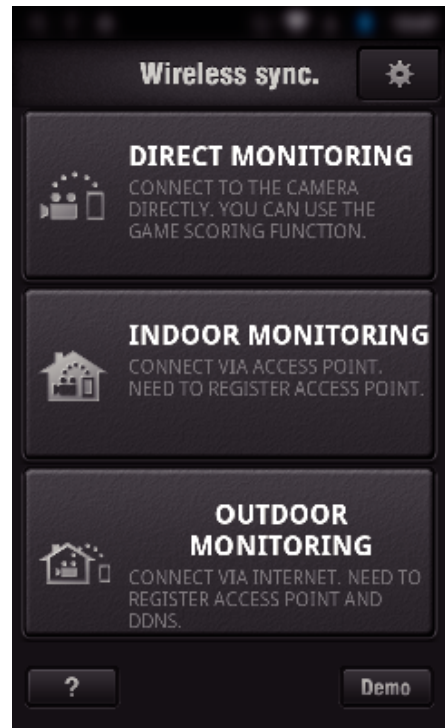 Wireless sync.
DIRECT MONITORING
CONNECT TO THE CAMERA
DIRECTLY. YOU CAN USE THE
GAME SCORING FUNCTION.
INDOOR MONITORING
CONNECT VIA ACCESS POINT.
NEED TO REGISTER ACCESS POINT.
OUTDOOR
MONITORING
CONNECT VIA INTERNET. NEED TO
REGISTER ACCESS POINT AND
DDNS.
?
Demo